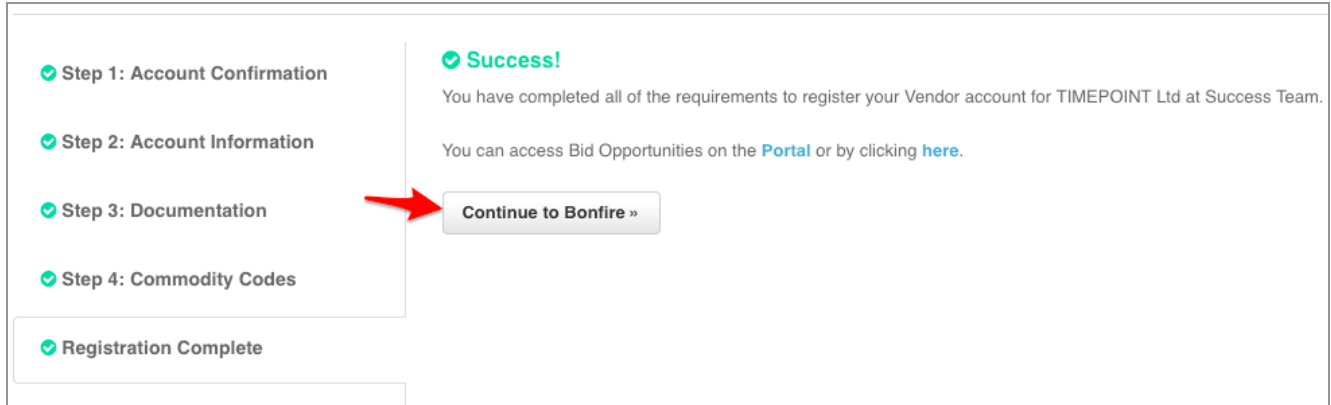 Step 1: Account Confirmation
Step 2: Account Information
Step 3: Documentation
Step 4: Commodity Codes
Registration Complete
Success!
You have completed all of the requirements to register your Vendor account for TIMEPOINT Ltd at Success Team.
You can access Bid Opportunities on the Portal or by clicking here.
Continue to Bonfire »